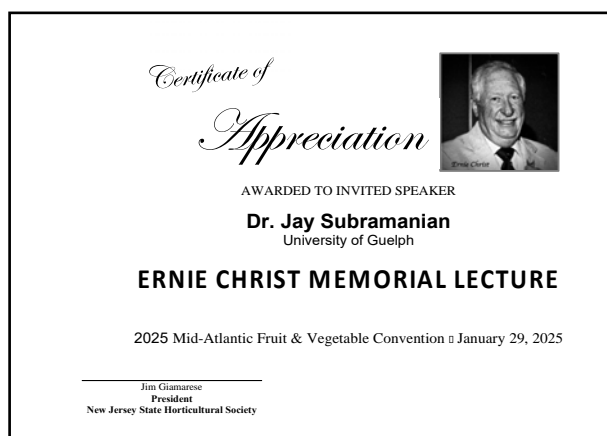 Certificate of
Appreciation
Ernie Christ
AWARDED TO INVITED SPEAKER
Dr. Jay Subramanian
University of Guelph
ERNIE CHRIST MEMORIAL LECTURE
2025 Mid-Atlantic Fruit & Vegetable Convention ▯ January 29, 2025
Jim Giamarese
President
New Jersey State Horticultural Society